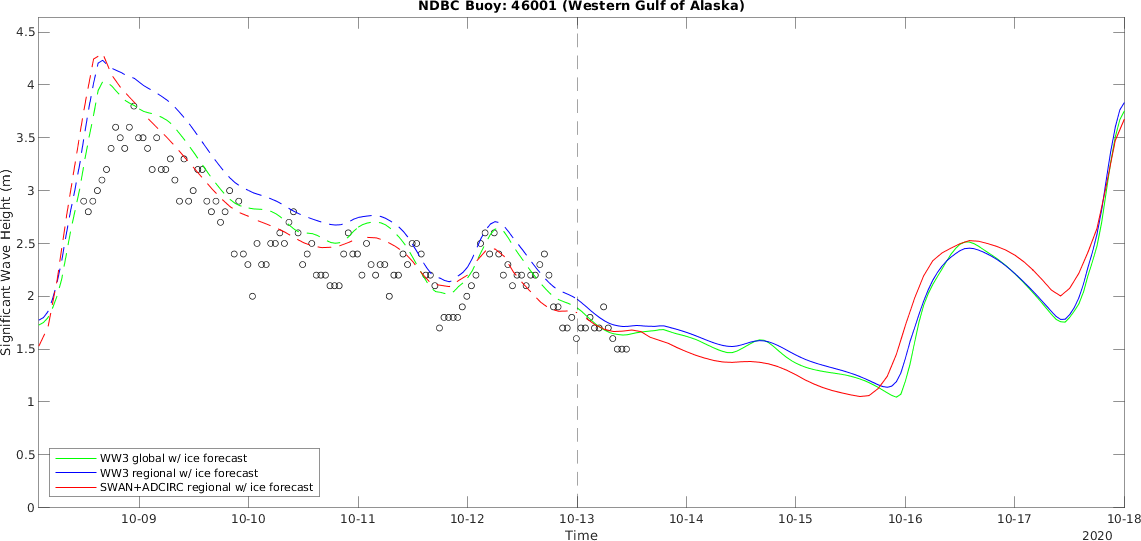 NDBC Buoy: 46001 (Western Gulf of Alaska)
4.5
4
3.5
3
2.5
2
1.5
1
0.5
0
Significant Wave Height (m)
WW3 global w/ ice forecast
WW3 regional w/ ice forecast
SWAN+ADCIRC regional w/ ice forecast
10-09 10-10 10-11 10-12 10-13 10-14 10-15 10-16 10-17 10-18
Time
2020